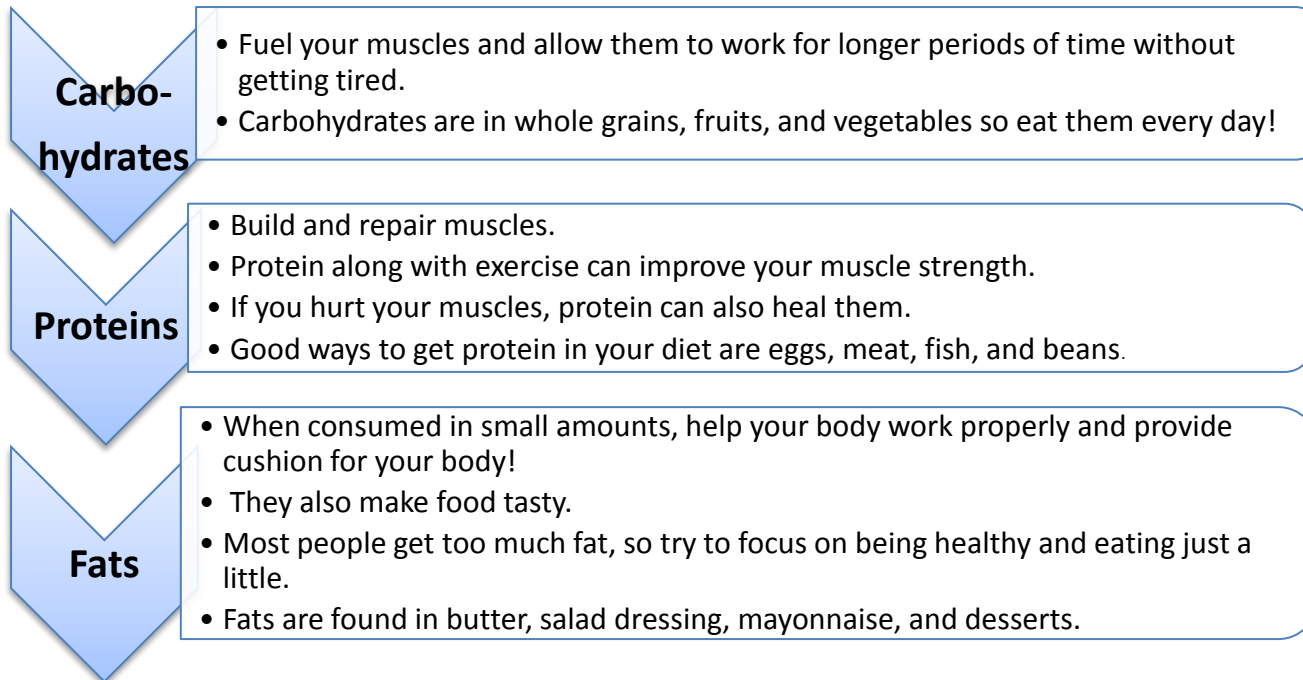 Carbo-
hydrates
• Fuel your muscles and allow them to work for longer periods of time without
getting tired.
• Carbohydrates are in whole grains, fruits, and vegetables so eat them every day!
Proteins
• Build and repair muscles.
• Protein along with exercise can improve your muscle strength.
• If you hurt your muscles, protein can also heal them.
• Good ways to get protein in your diet are eggs, meat, fish, and beans.
Fats
• When consumed in small amounts, help your body work properly and provide
cushion for your body!
• They also make food tasty.
• Most people get too much fat, so try to focus on being healthy and eating just a
little.
• Fats are found in butter, salad dressing, mayonnaise, and desserts.